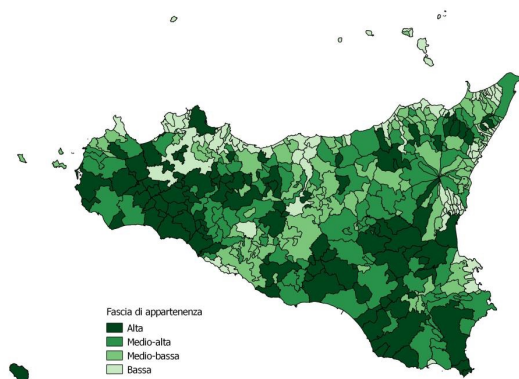 Fascia di appartenenza
Alta
Medio-alta
Medio-bassa
Bassa